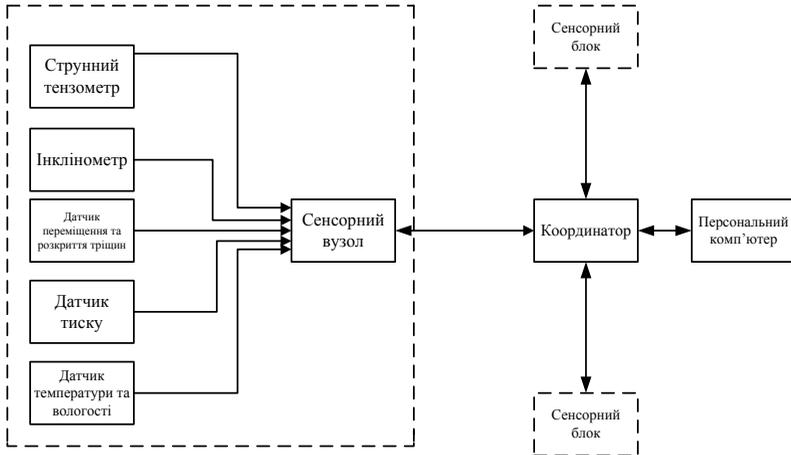 Струнний
тензометр
Інклінометр
Датчик
переміщення та
розкриття тріщин
Датчик
тиску
Датчик
температури та
вологості
Сенсорний
вузол
Сенсорний
блок
Координатор
Персональний
комп’ютер
Сенсорний
блок